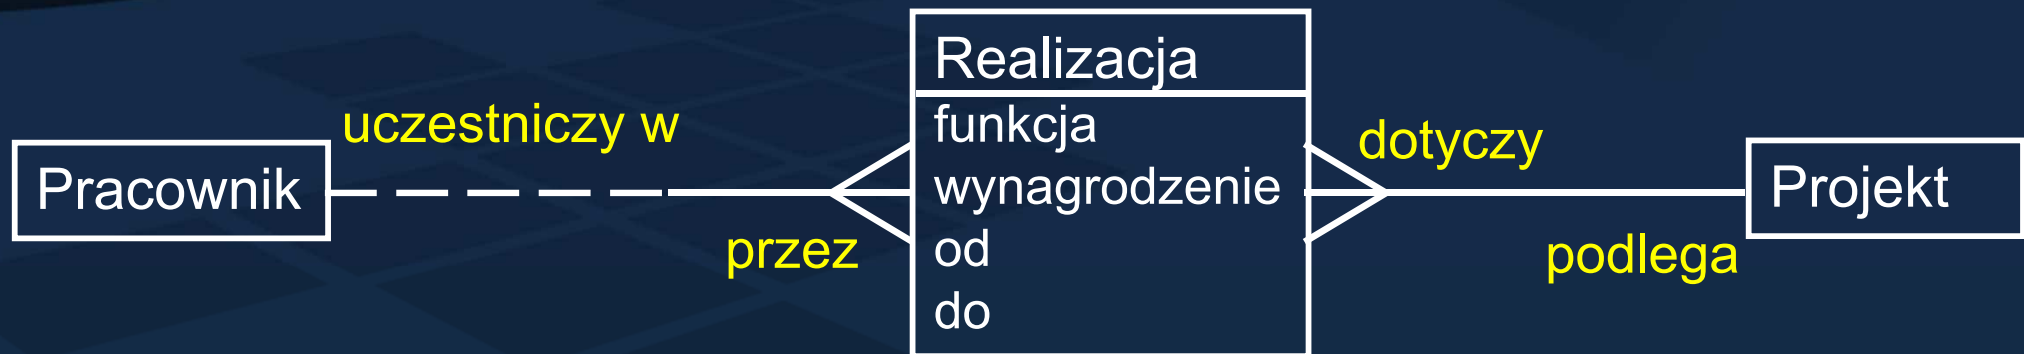 Pracownik
uczestniczy w
przez
Realizacja
funkcja
wynagrodzenie
od
do
dotyczy
podlega
Projekt